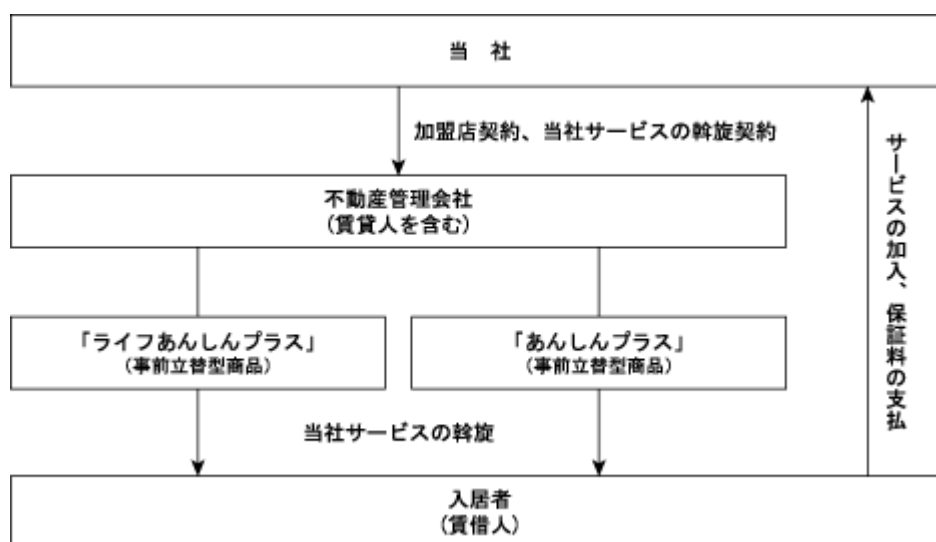 当 社
加盟店契約、当社サービスの斡旋契約
不動産管理会社
(賃貸人を含む)
「ライフあんしんプラス」
(事前立替型商品)
「あんしんプラス」
(事前立替型商品)
当社サービスの斡旋
入居者
(賃借人)
サービスの加入、保証料の支払